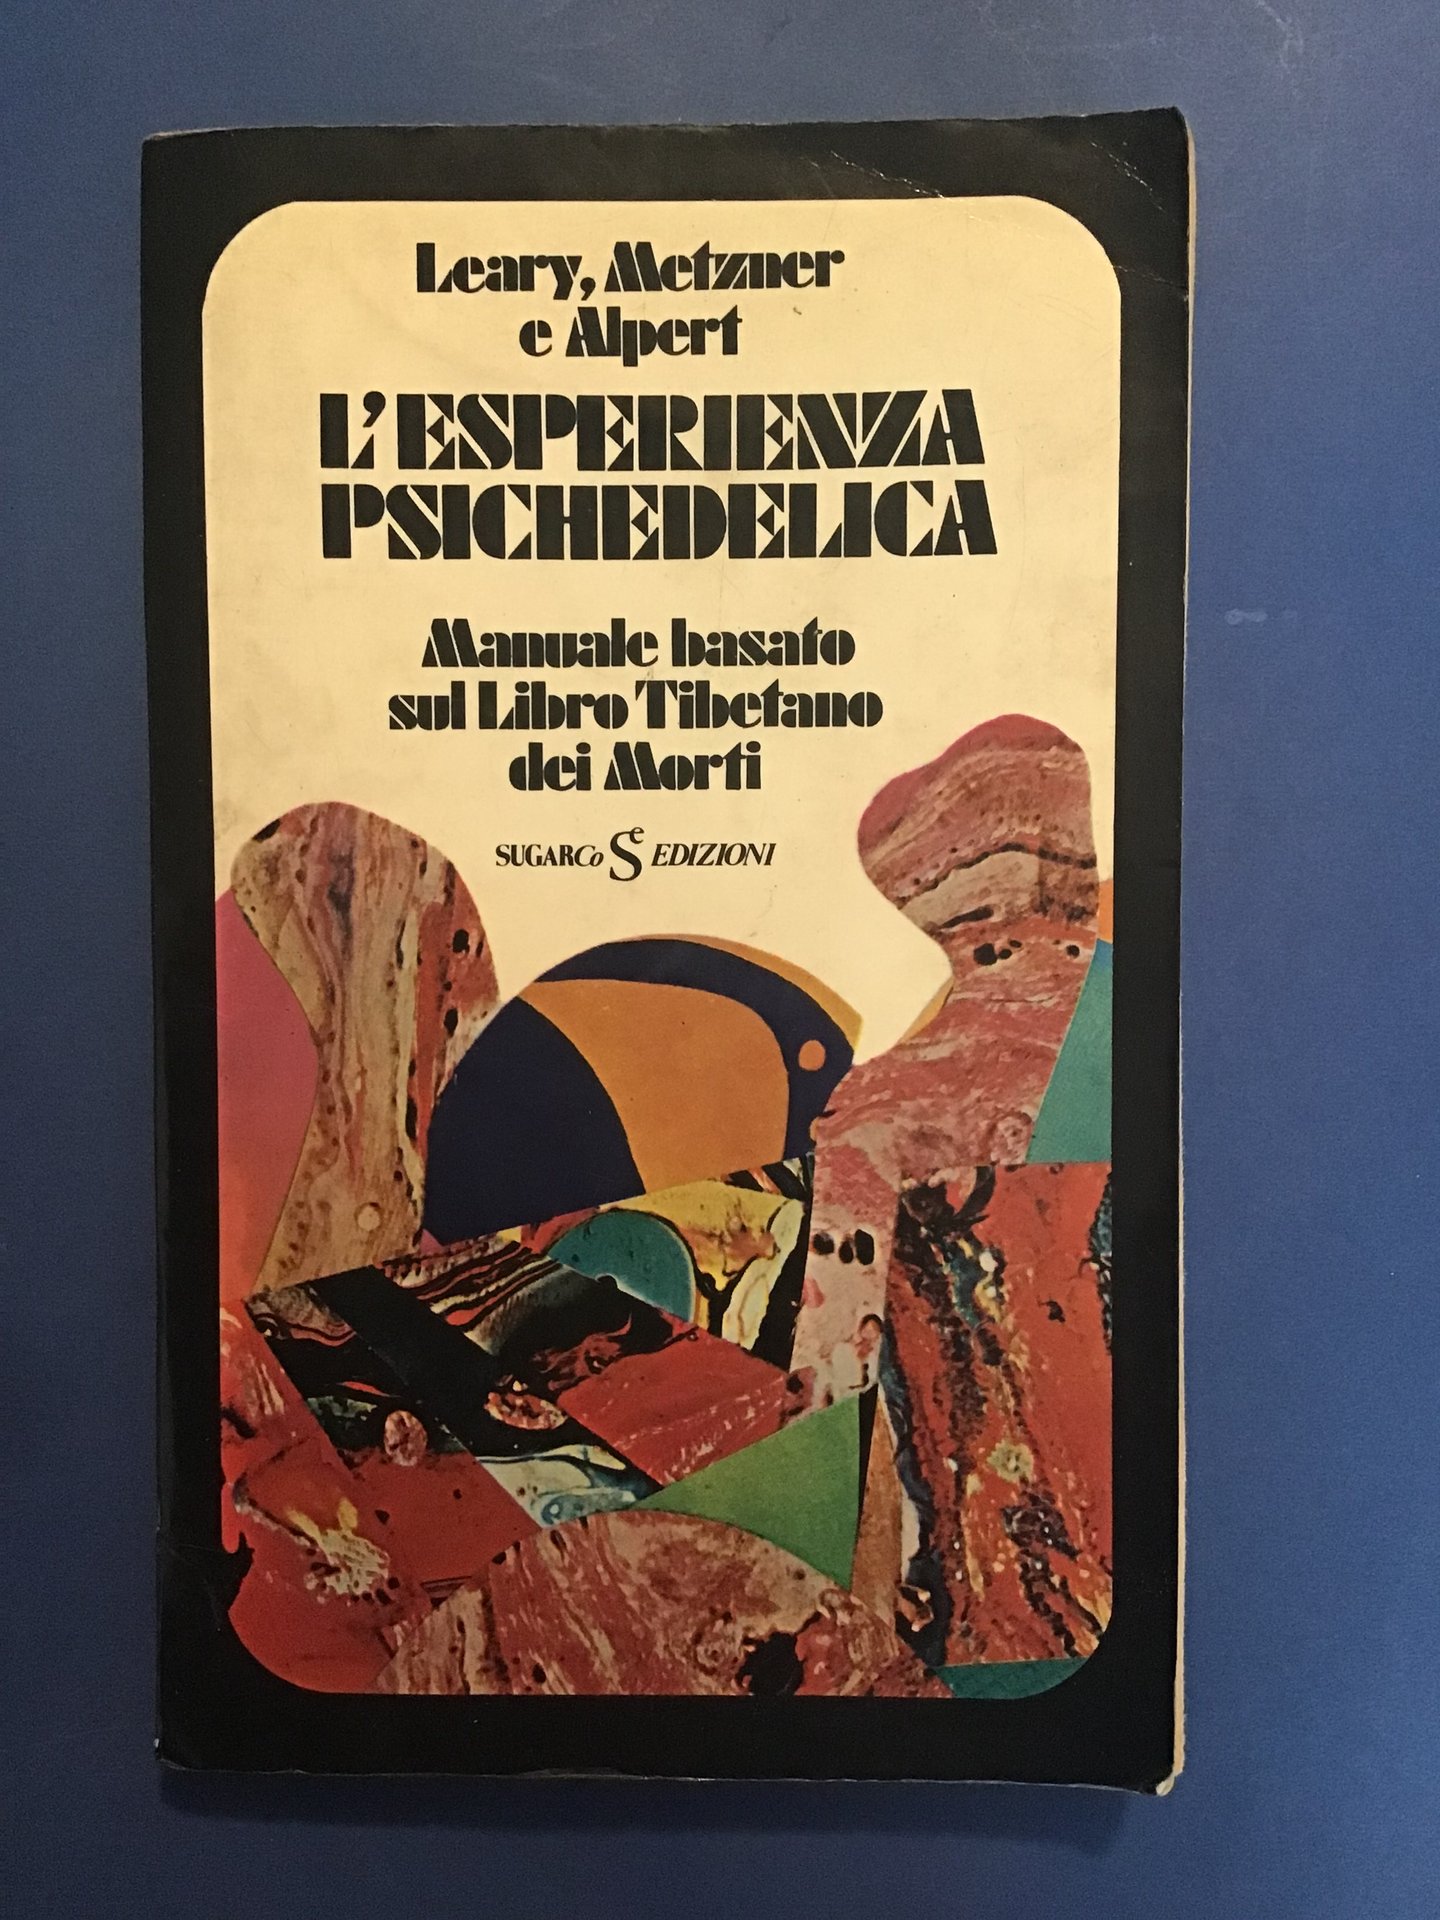 Leary, Metzner
e Alpert
L'ESPERIENZA
PSICHEDELICA
Manuale basato
sul Libro Tibetano
dei Morti
SUGARCo Se EDIZIONI